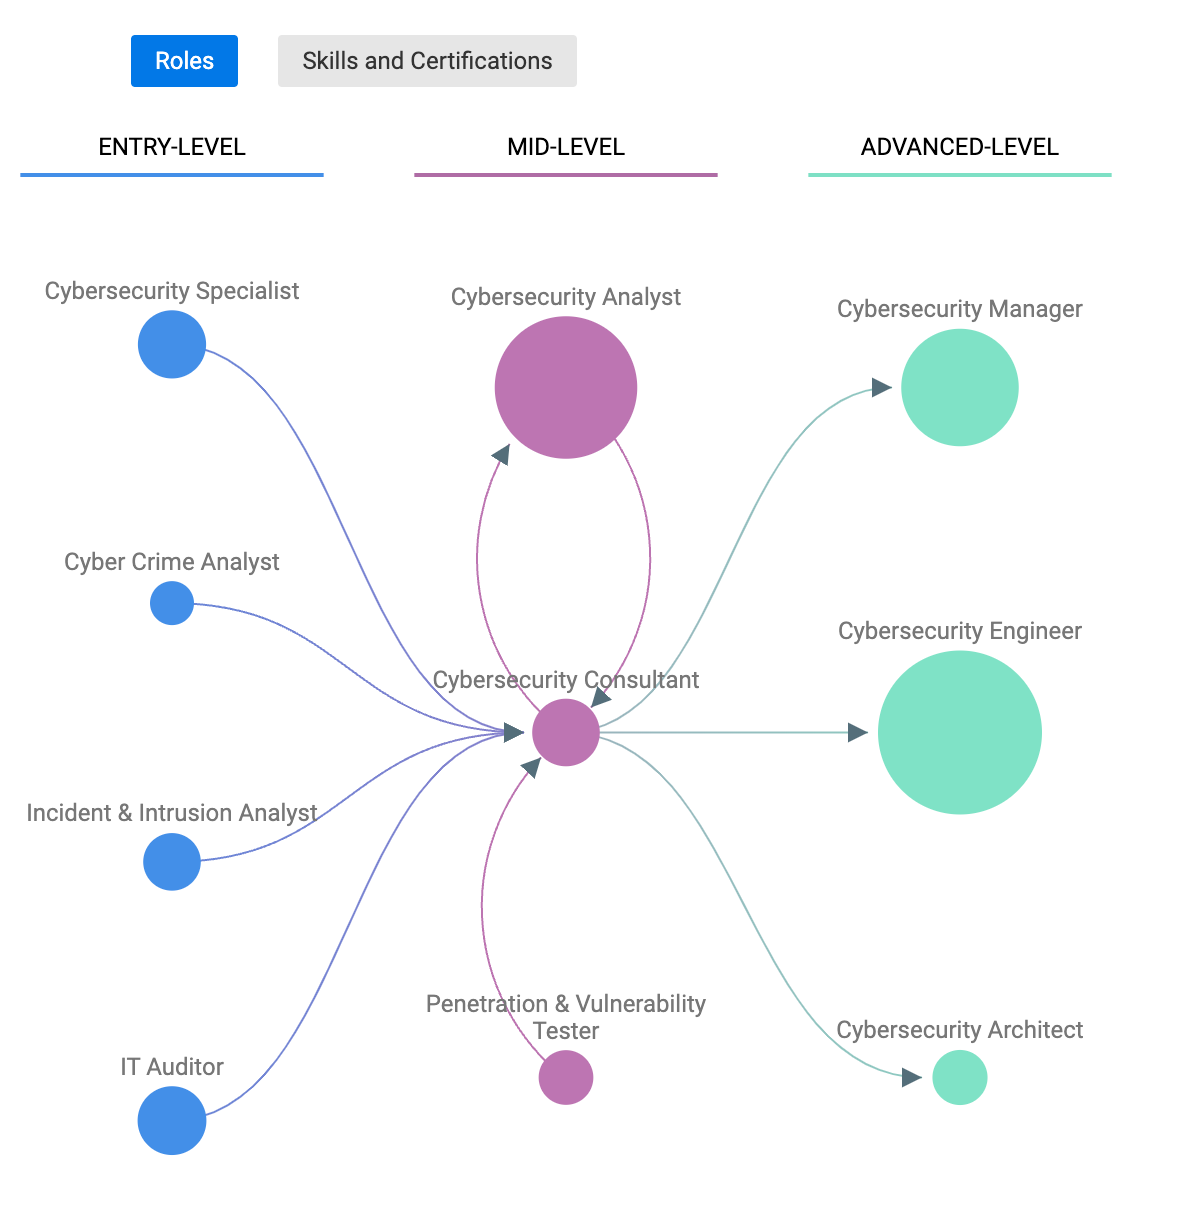 Roles
Skills and Certifications
ENTRY-LEVEL
MID-LEVEL
ADVANCED-LEVEL
Cybersecurity Specialist
Cybersecurity Analyst
Cybersecurity Manager
Cyber Crime Analyst
Cybersecurity Engineer
Cybersecurity Consultant
Incident & Intrusion Analyst
Penetration & Vulnerability
Tester
Cybersecurity Architect
IT Auditor